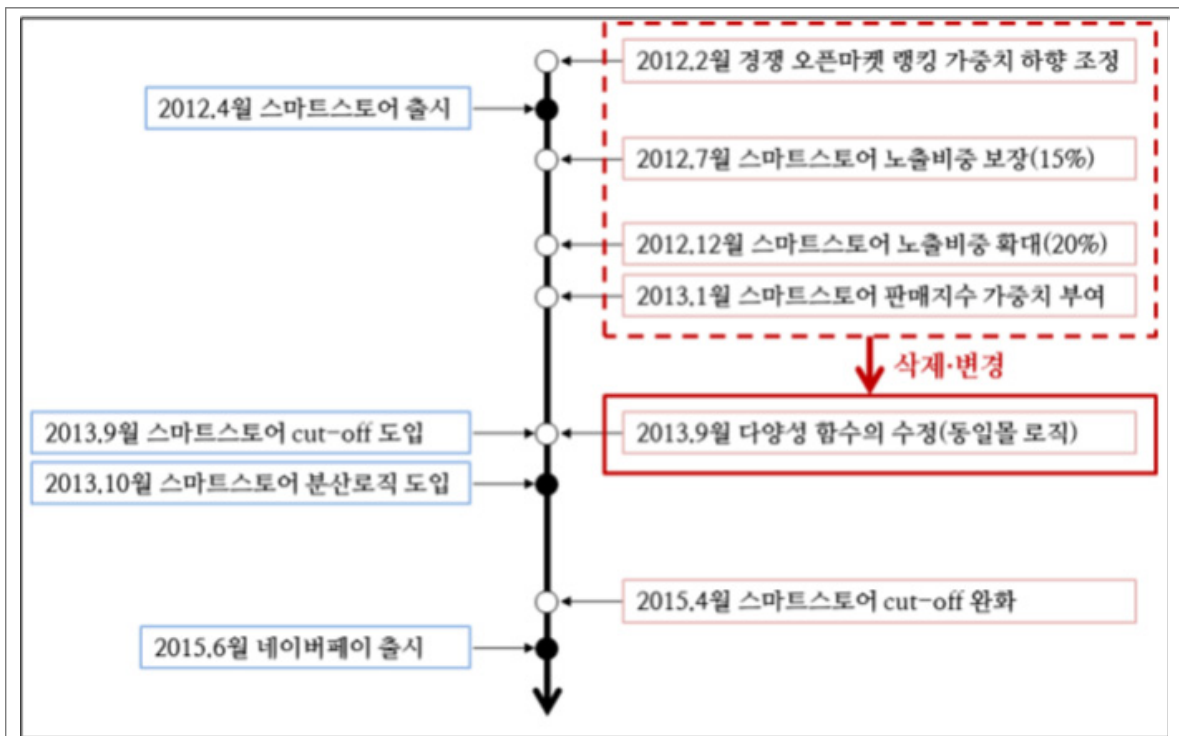 2012.2월 경쟁 오픈마켓 랭킹 가중치 하향 조정
2012.4월 스마트스토어 출시
2012.7월 스마트스토어 노출비중 보장(15%)
2012.12월 스마트스토어 노출비중 확대(20%)
2013.1월 스마트스토어 판매지수 가중치 부여
삭제·변경
2013.9월 스마트스토어 cut-off 도입
2013.9월 다양성 함수의 수정(동일몰 로직)
2013.10월 스마트스토어 분산로직 도입
2015.4월 스마트스토어 cut-off 완화
2015.6월 네이버페이 출시